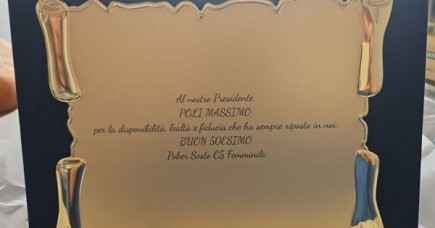 Al nostro Presidente
POZI MASSIMO
per la disponibilità, lealtà e fiducia che ha sempre riposto in noi.
BUON 50ESIMO
Poker Sesto C5 Femminile